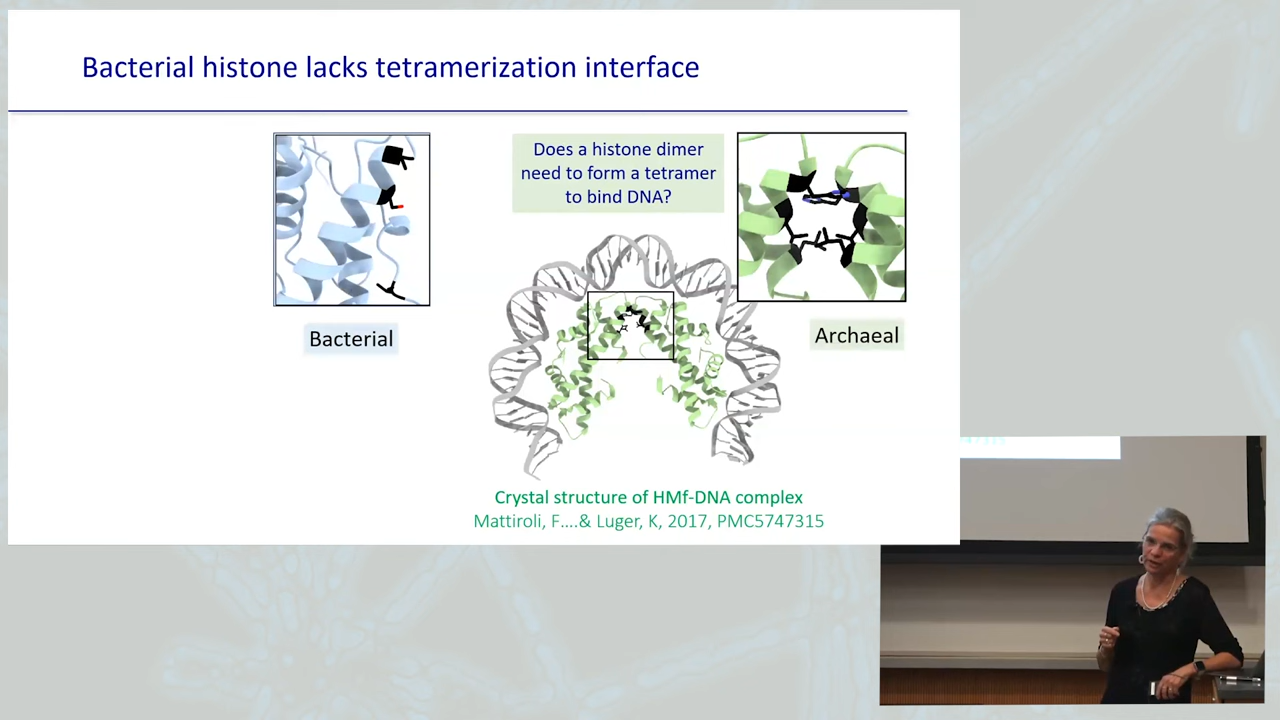 Bacterial histone lacks tetramerization interface
Does a histone dimer
need to form a tetramer
to bind DNA?
Bacterial
Archaeal
Crystal structure of HMf-DNA complex
Mattiroli, F….& Luger, K, 2017, PMC5747315